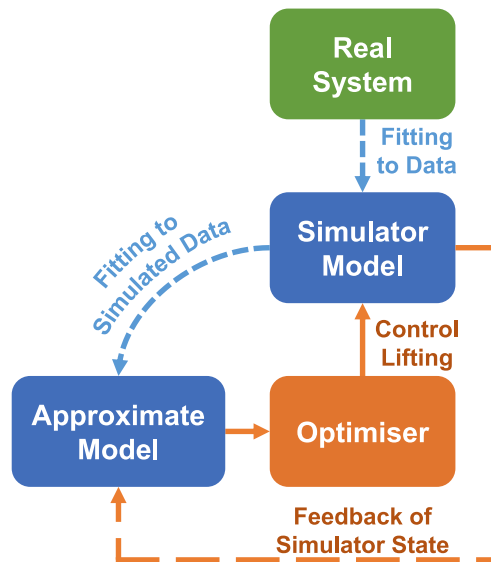 Real
System
Fitting
to Data
Simulator
Model
Fitting to
Simulated Data
Control
Lifting
Approximate
Model
Optimiser
Feedback of
Simulator State